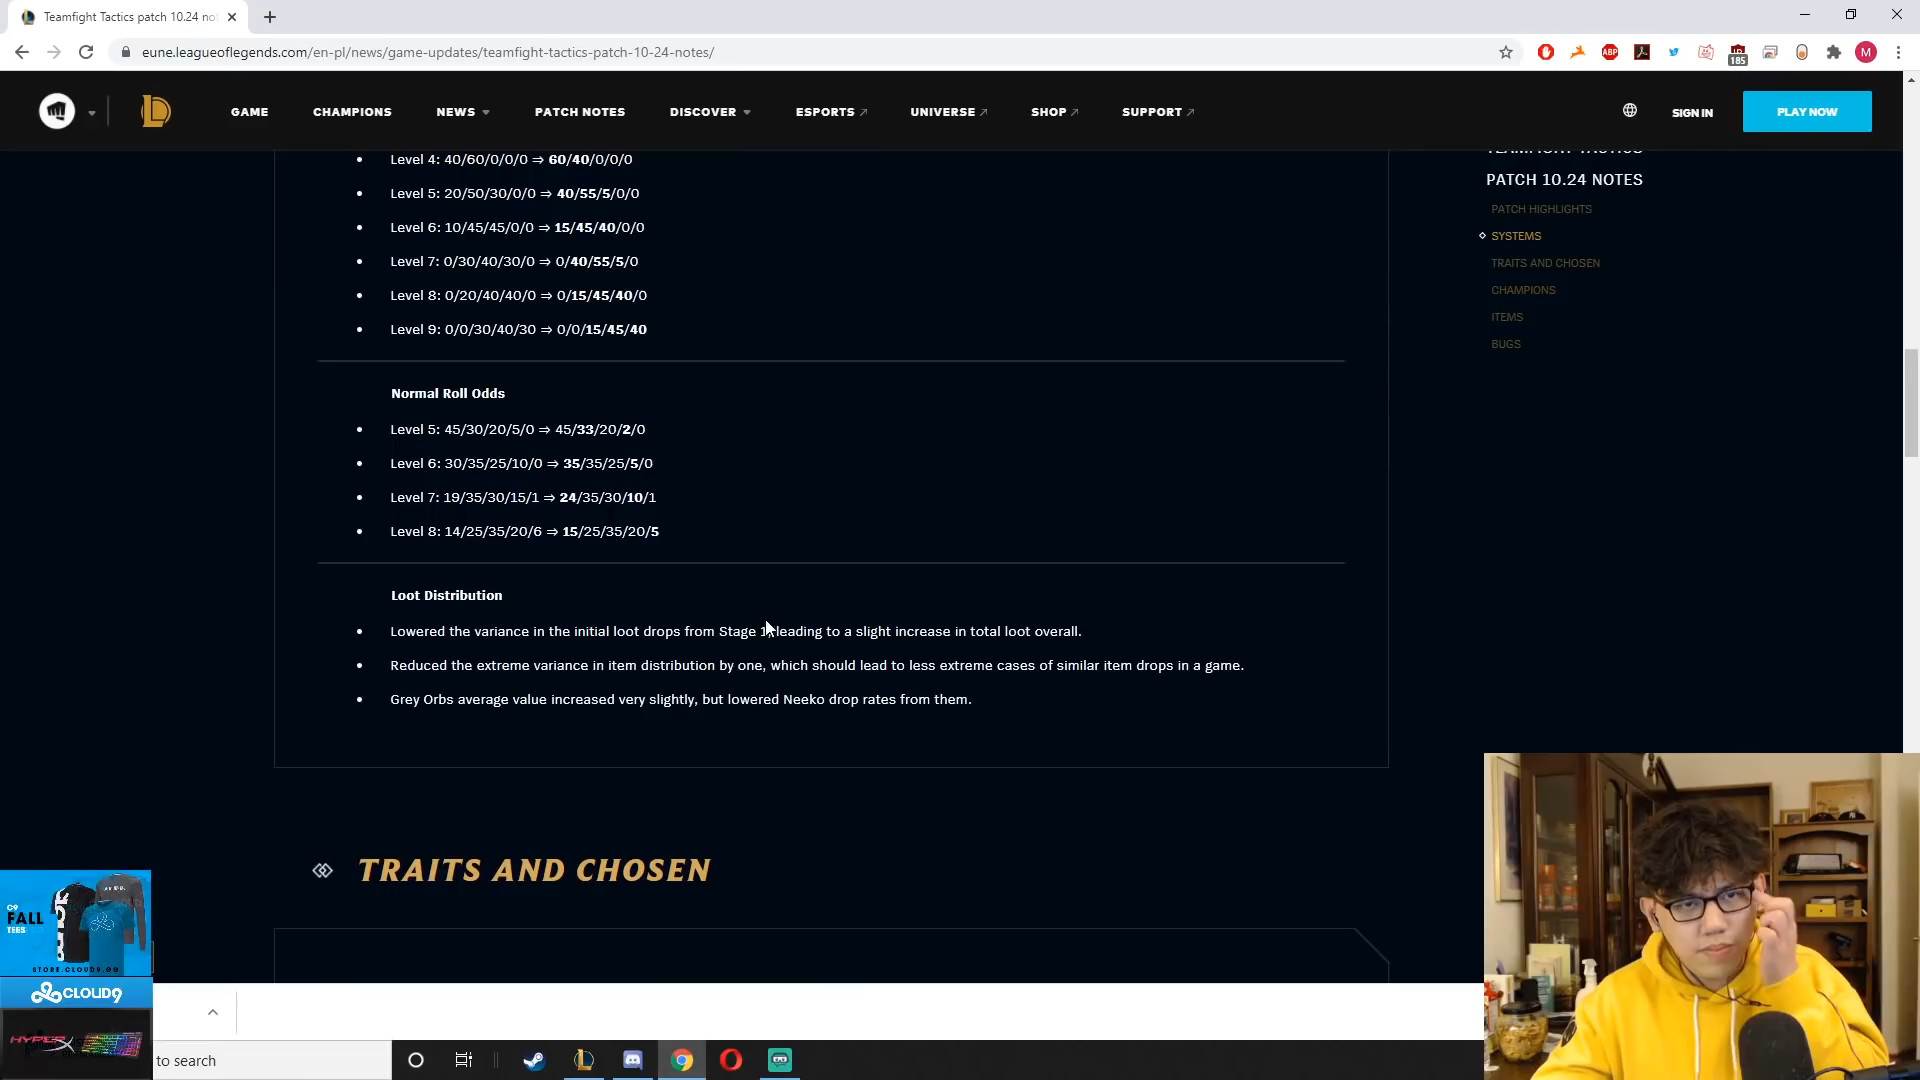 Teamfight Tactics patch 10.24 no
eune.leagueoflegends.com/en-pl/news/game-updates/teamfight-tactics-patch-10-24-notes/
ABP
185
M
GAME
CHAMPIONS
NEWS
PATCH NOTES
DISCOVER
ESPORTS
UNIVERSE
SHOP
SUPPORT
SIGN IN
PLAY NOW
Level 4: 40/60/0/0/0 ⇒ 60/40/0/0/0
Level 5: 20/50/30/0/0 ⇒ 40/55/5/0/0
Level 6: 10/45/45/0/0 ⇒ 15/45/40/0/0
Level 7: 0/30/40/30/0 ⇒ 0/40/55/5/0
Level 8: 0/20/40/40/0 ⇒ 0/15/45/40/0
Level 9: 0/0/30/40/30 ⇒ 0/0/15/45/40
Normal Roll Odds
Level 5: 45/30/20/5/0 ⇒ 45/33/20/2/0
Level 6: 30/35/25/10/0 ⇒ 35/35/25/5/0
Level 7: 19/35/30/15/1 ⇒ 24/35/30/10/1
Level 8: 14/25/35/20/6 ⇒ 15/25/35/20/5
Loot Distribution
Lowered the variance in the initial loot drops from Stage 1, leading to a slight increase in total loot overall.
Reduced the extreme variance in item distribution by one, which should lead to less extreme cases of similar item drops in a game.
Grey Orbs average value increased very slightly, but lowered Neeko drop rates from them.
TRAITS AND CHOSEN
TEAMFIGHT TACTICS
PATCH 10.24 NOTES
PATCH HIGHLIGHTS
SYSTEMS
TRAITS AND CHOSEN
CHAMPIONS
ITEMS
BUGS
C9
FALL
TEES
STORE.CLOUD9.GG
CLOUD9
HYPERX
to search